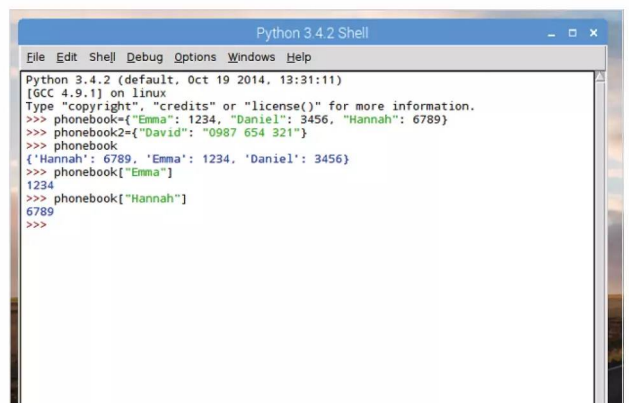 Python 3.4.2 Shell
File Edit Shell Debug Options Windows Help
Python 3.4.2 (default, Oct 19 2014, 13:31:11)
[GCC 4.9.1] on linux
Type "copyright", "credits" or "license()" for more information.
>>> phonebook={"Emma": 1234, "Daniel": 3456, "Hannah": 6789}
>>> phonebook2={"David": "0987 654 321"}
>>> phonebook
{'Hannah': 6789, 'Emma': 1234, 'Daniel': 3456}
>>> phonebook["Emma"]
1234
>>> phonebook["Hannah"]
6789
>>>